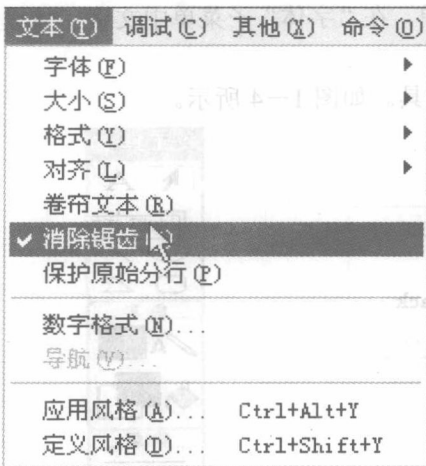 文本(T) 调试(C) 其他(X) 命令(O)
字体(F)
大小(S)
格式(Y)
对齐(L)
卷帘文本(R)
✓ 消除锯齿
保护原始分行(P)
数字格式(N)...
导航(V)...
应用风格(A)... Ctrl+Alt+Y
定义风格(D)... Ctrl+Shift+Y